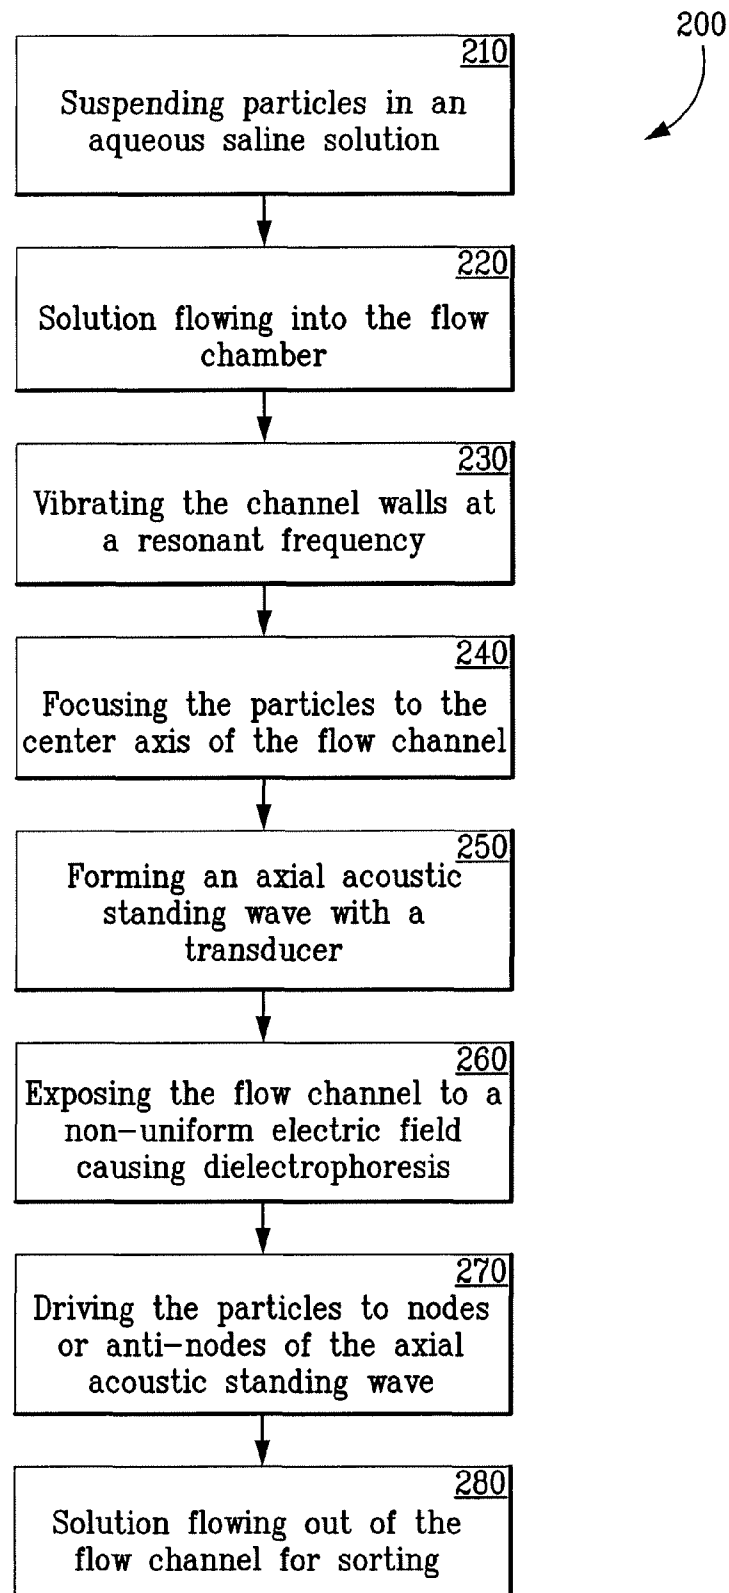 200
210
Suspending particles in an
aqueous saline solution
220
Solution flowing into the flow
chamber
230
Vibrating the channel walls at
a resonant frequency
240
Focusing the particles to the
center axis of the flow channel
250
Forming an axial acoustic
standing wave with a
transducer
260
Exposing the flow channel to a
non-uniform electric field
causing dielectrophoresis
270
Driving the particles to nodes
or anti-nodes of the axial
acoustic standing wave
280
Solution flowing out of the
flow channel for sorting